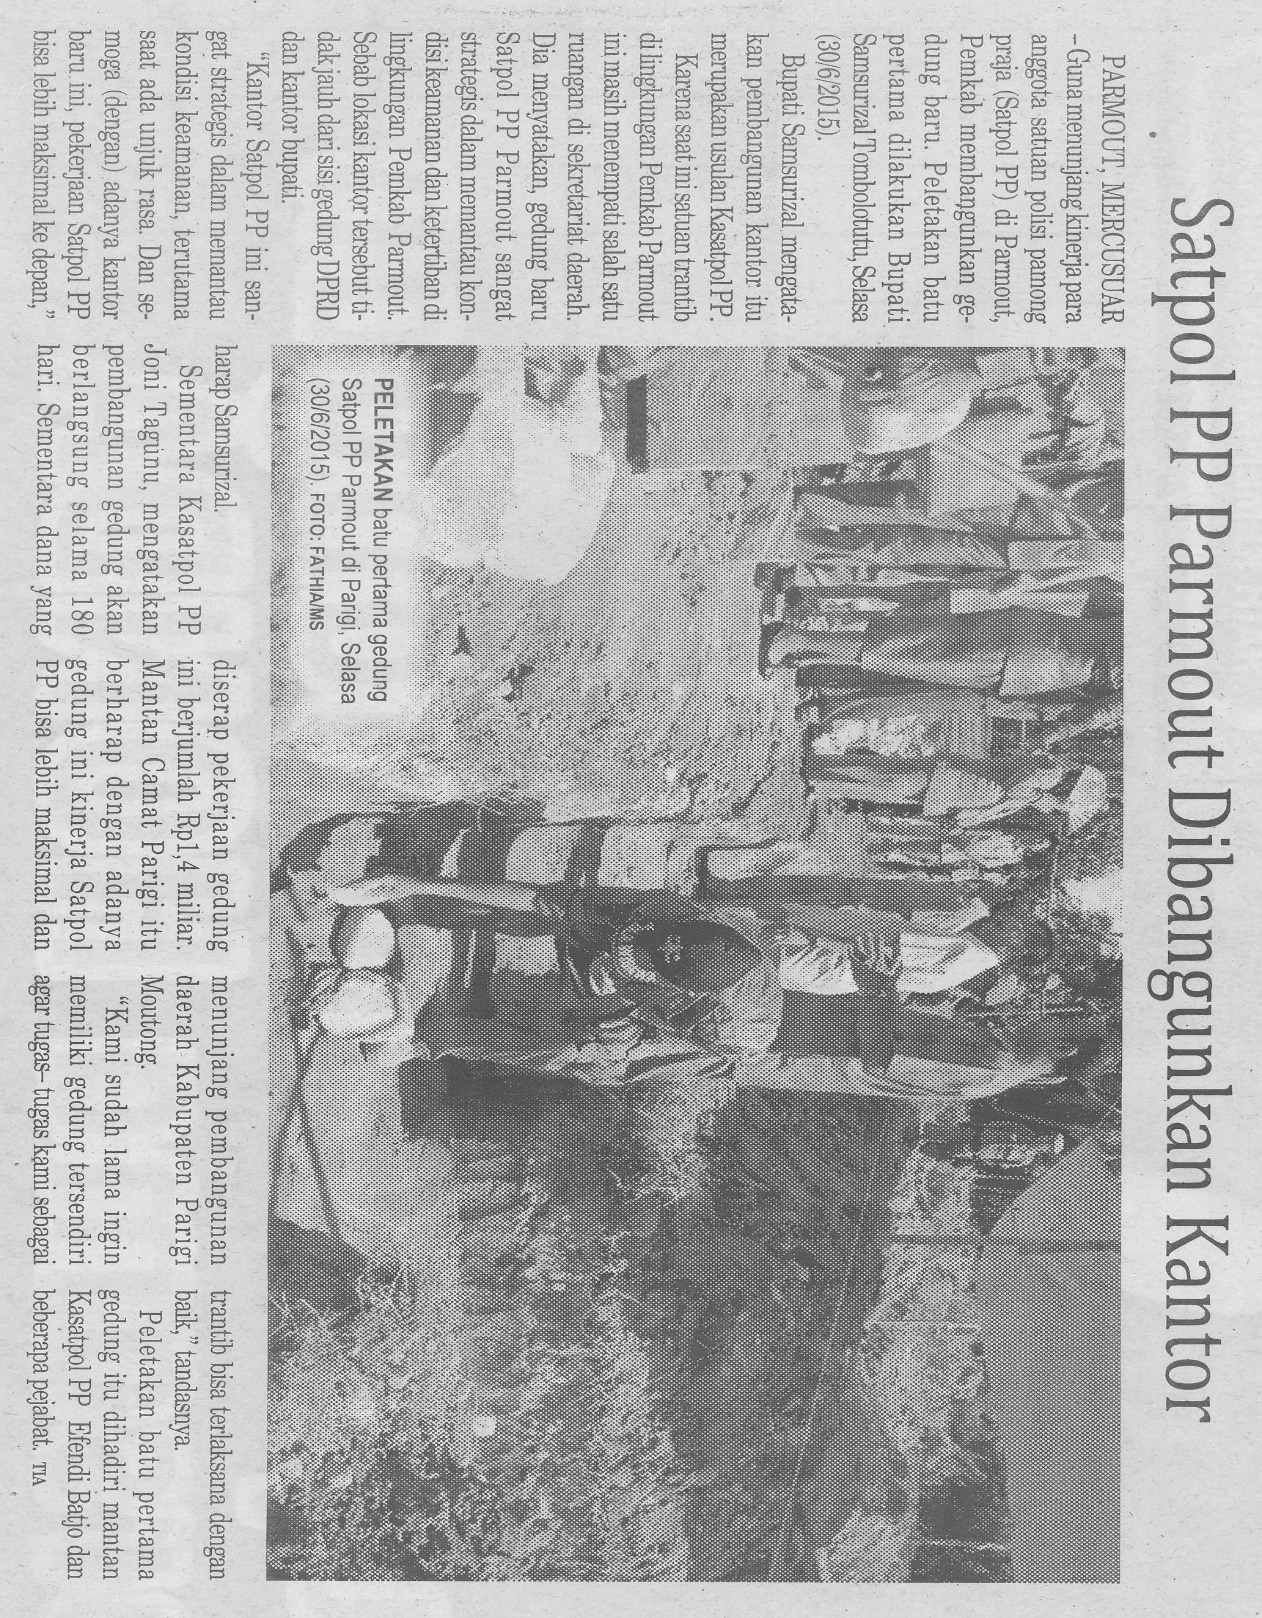 Satpol PP Parmout Dibangunkan Kantor
PARMOUT, MERCUSUAR
–Guna menunjang kinerja para
anggota satuan polisi pamong
praja (Satpol PP) di Parmout,
Pemkab membangunkan ge-
dung baru. Peletakan batu
pertama dilakukan Bupati
Samsurizal Tombolotutu, Selasa
(30/6/2015).
Bupati Samsurizal mengata-
kan pembangunan kantor itu
merupakan usulan Kasatpol PP.
Karena saat ini satuan trantib
di lingkungan Pemkab Parmout
ini masih menempati salah satu
ruangan di sekretariat daerah.
Dia menyatakan, gedung baru
Satpol PP Parmout sangat
strategis dalam memantau kon-
disi keamanan dan ketertiban di
lingkungan Pemkab Parmout.
Sebab lokasi kantor tersebut ti-
dak jauh dari sisi gedung DPRD
dan kantor bupati.
“Kantor Satpol PP ini san-
gat strategis dalam memantau
kondisi keamanan, terutama
saat ada unjuk rasa. Dan se-
moga (dengan) adanya kantor
baru ini, pekerjaan Satpol PP
bisa lebih maksimal ke depan,”
PELETAKAN batu pertama gedung
Satpol PP Parmout di Parigi, Selasa
(30/6/2015). FOTO: FATHIA/MS
harap Samsurizal.
Sementara Kasatpol PP
Joni Tagunu, mengatakan
pembangunan gedung akan
berlangsung selama 180
hari. Sementara dana yang
diserap pekerjaan gedung
ini berjumlah Rp1,4 miliar.
Mantan Camat Parigi itu
berharap dengan adanya
gedung ini kinerja Satpol
PP bisa lebih maksimal dan
menunjang pembangunan
daerah Kabupaten Parigi
Moutong.
“Kami sudah lama ingin
memiliki gedung tersendiri
agar tugas–tugas kami sebagai
trantib bisa terlaksana dengan
baik,” tandasnya.
Peletakan batu pertama
gedung itu dihadiri mantan
Kasatpol PP Efendi Batjo dan
beberapa pejabat. TIA